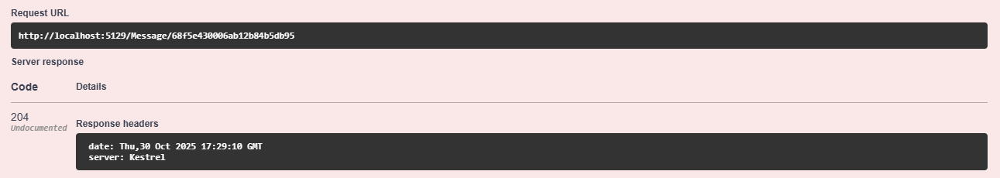 Request URL
http://localhost:5129/Message/68f5e430006ab12b84b5db95
Server response
Code Details
204
Undocumented
Response headers
date: Thu,30 Oct 2025 17:29:10 GMT
server: Kestrel